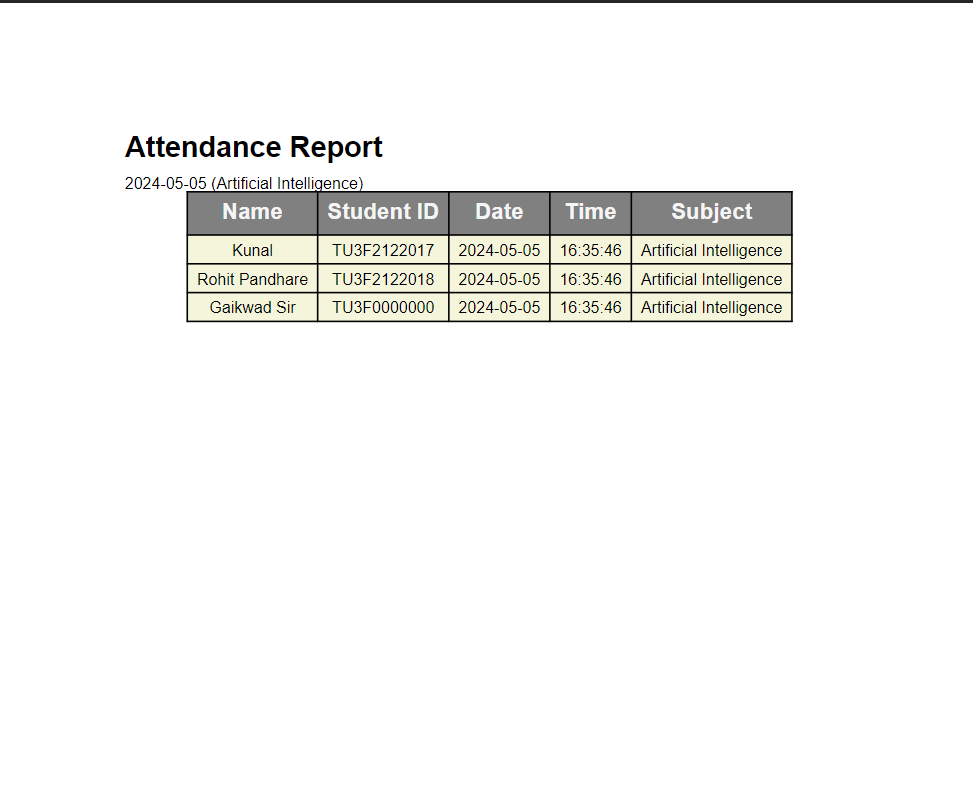 Attendance Report
2024-05-05 (Artificial Intelligence)
Name Student ID Date Time Subject
Kunal TU3F2122017 2024-05-05 16:35:46 Artificial Intelligence
Rohit Pandhare TU3F2122018 2024-05-05 16:35:46 Artificial Intelligence
Gaikwad Sir TU3F0000000 2024-05-05 16:35:46 Artificial Intelligence